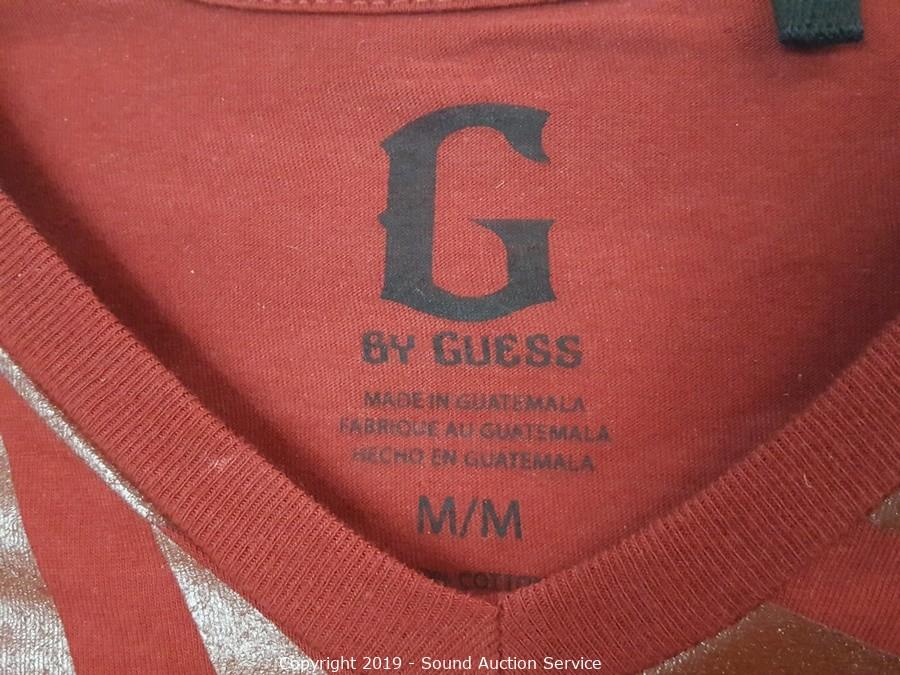 G
BY GUESS
MADE IN GUATEMALA
FABRIQUE AU GUATEMALA
HECHO EN GUATEMALA
M/M
Copyright 2019 - Sound Auction Service